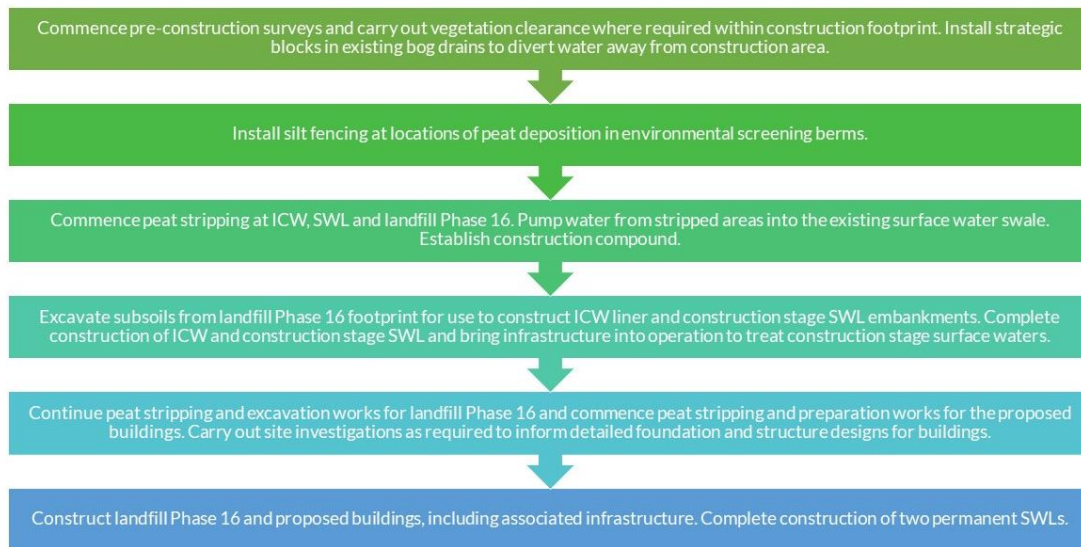 Commence pre-construction surveys and carry out vegetation clearance where required within construction footprint. Install strategic
blocks in existing bog drains to divert water away from construction area.
Install silt fencing at locations of peat deposition in environmental screening berms.
Commence peat stripping at ICW, SWL and landfill Phase 16. Pump water from stripped areas into the existing surface water swale.
Establish construction compound.
Excavate subsoils from landfill Phase 16 footprint for use to construct ICW liner and construction stage SWL embankments. Complete
construction of ICW and construction stage SWL and bring infrastructure into operation to treat construction stage surface waters.
Continue peat stripping and excavation works for landfill Phase 16 and commence peat stripping and preparation works for the proposed
buildings. Carry out site investigations as required to inform detailed foundation and structure designs for buildings.
Construct landfill Phase 16 and proposed buildings, including associated infrastructure. Complete construction of two permanent SWLs.